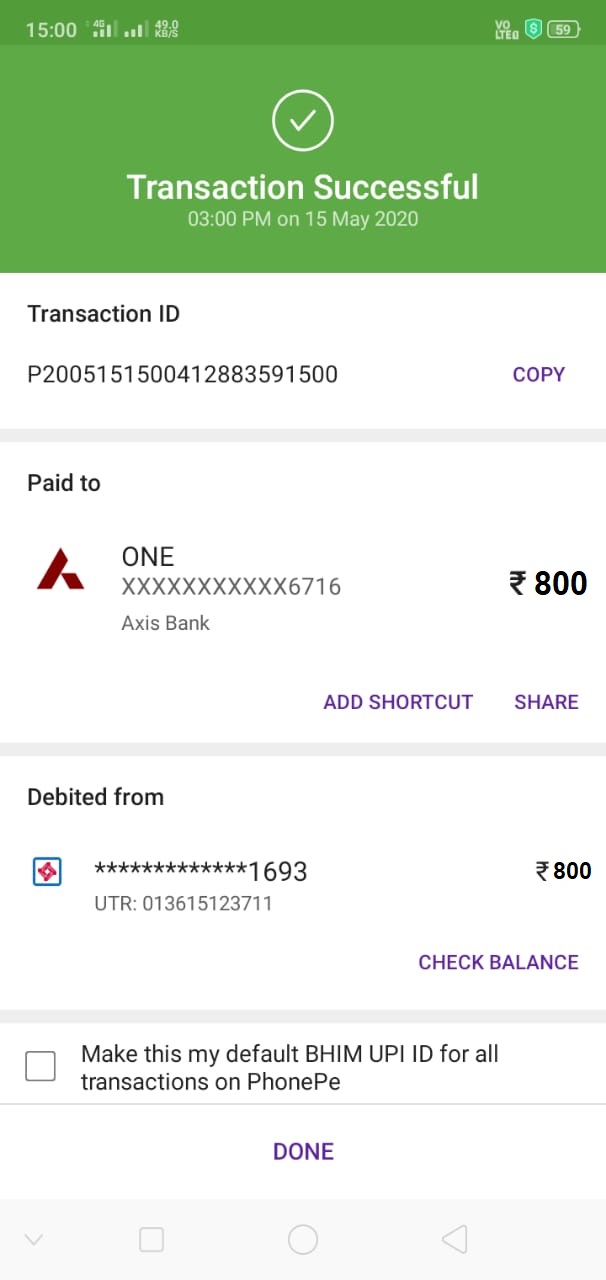 15:00 4G 49.0 KB/S VO LTE 59
Transaction Successful
03:00 PM on 15 May 2020
Transaction ID
P2005151500412883591500 COPY
Paid to
ONE
XXXXXXXXXXX6716 ₹ 800
Axis Bank
ADD SHORTCUT SHARE
Debited from
*************1693 ₹ 800
UTR: 013615123711
CHECK BALANCE
Make this my default BHIM UPI ID for all
transactions on PhonePe
DONE